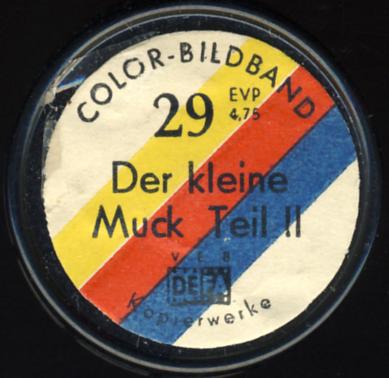 COLOR-BILDBAND
29 EVP
4,75
Der kleine
Muck Teil II
VEB
DEFA
Kopierwerke